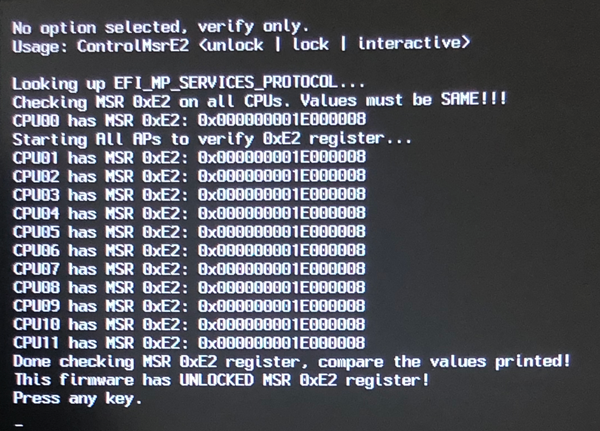 No option selected, verify only.
Usage: ControlMsrE2 <unlock | lock | interactive>
Looking up EFI_MP_SERVICES_PROTOCOL...
Checking MSR 0xE2 on all CPUs. Values must be SAME!!!
CPU00 has MSR 0xE2: 0x000000001E000008
Starting All APs to verify 0xE2 register...
CPU01 has MSR 0xE2: 0x000000001E000008
CPU02 has MSR 0xE2: 0x000000001E000008
CPU03 has MSR 0xE2: 0x000000001E000008
CPU04 has MSR 0xE2: 0x000000001E000008
CPU05 has MSR 0xE2: 0x000000001E000008
CPU06 has MSR 0xE2: 0x000000001E000008
CPU07 has MSR 0xE2: 0x000000001E000008
CPU08 has MSR 0xE2: 0x000000001E000008
CPU09 has MSR 0xE2: 0x000000001E000008
CPU10 has MSR 0xE2: 0x000000001E000008
CPU11 has MSR 0xE2: 0x000000001E000008
Done checking MSR 0xE2 register, compare the values printed!
This firmware has UNLOCKED MSR 0xE2 register!
Press any key.